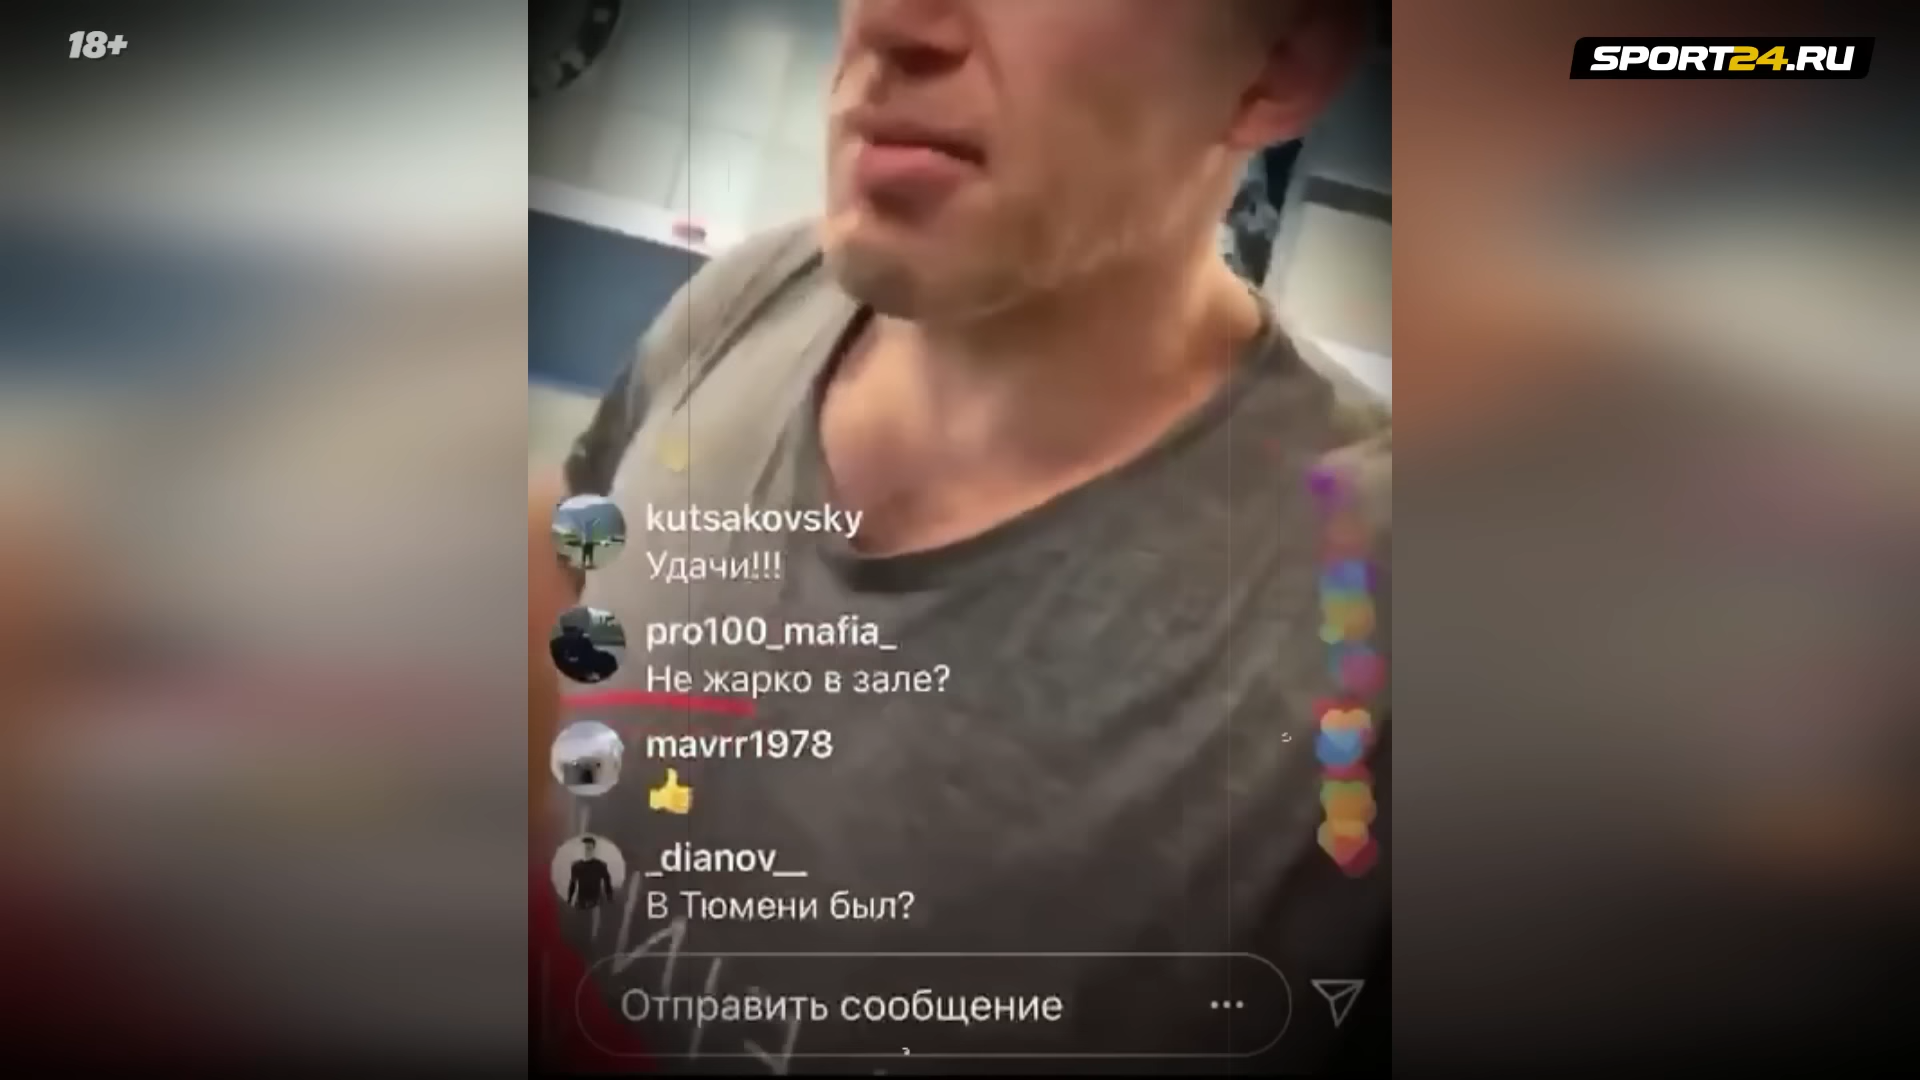 18+
SPORT24.RU
kutsakovsky
Удачи!!!
pro100_mafia_
Не жарко в зале?
mavrr1978
👍
_dianov__
В Тюмени был?
Отправить сообщение